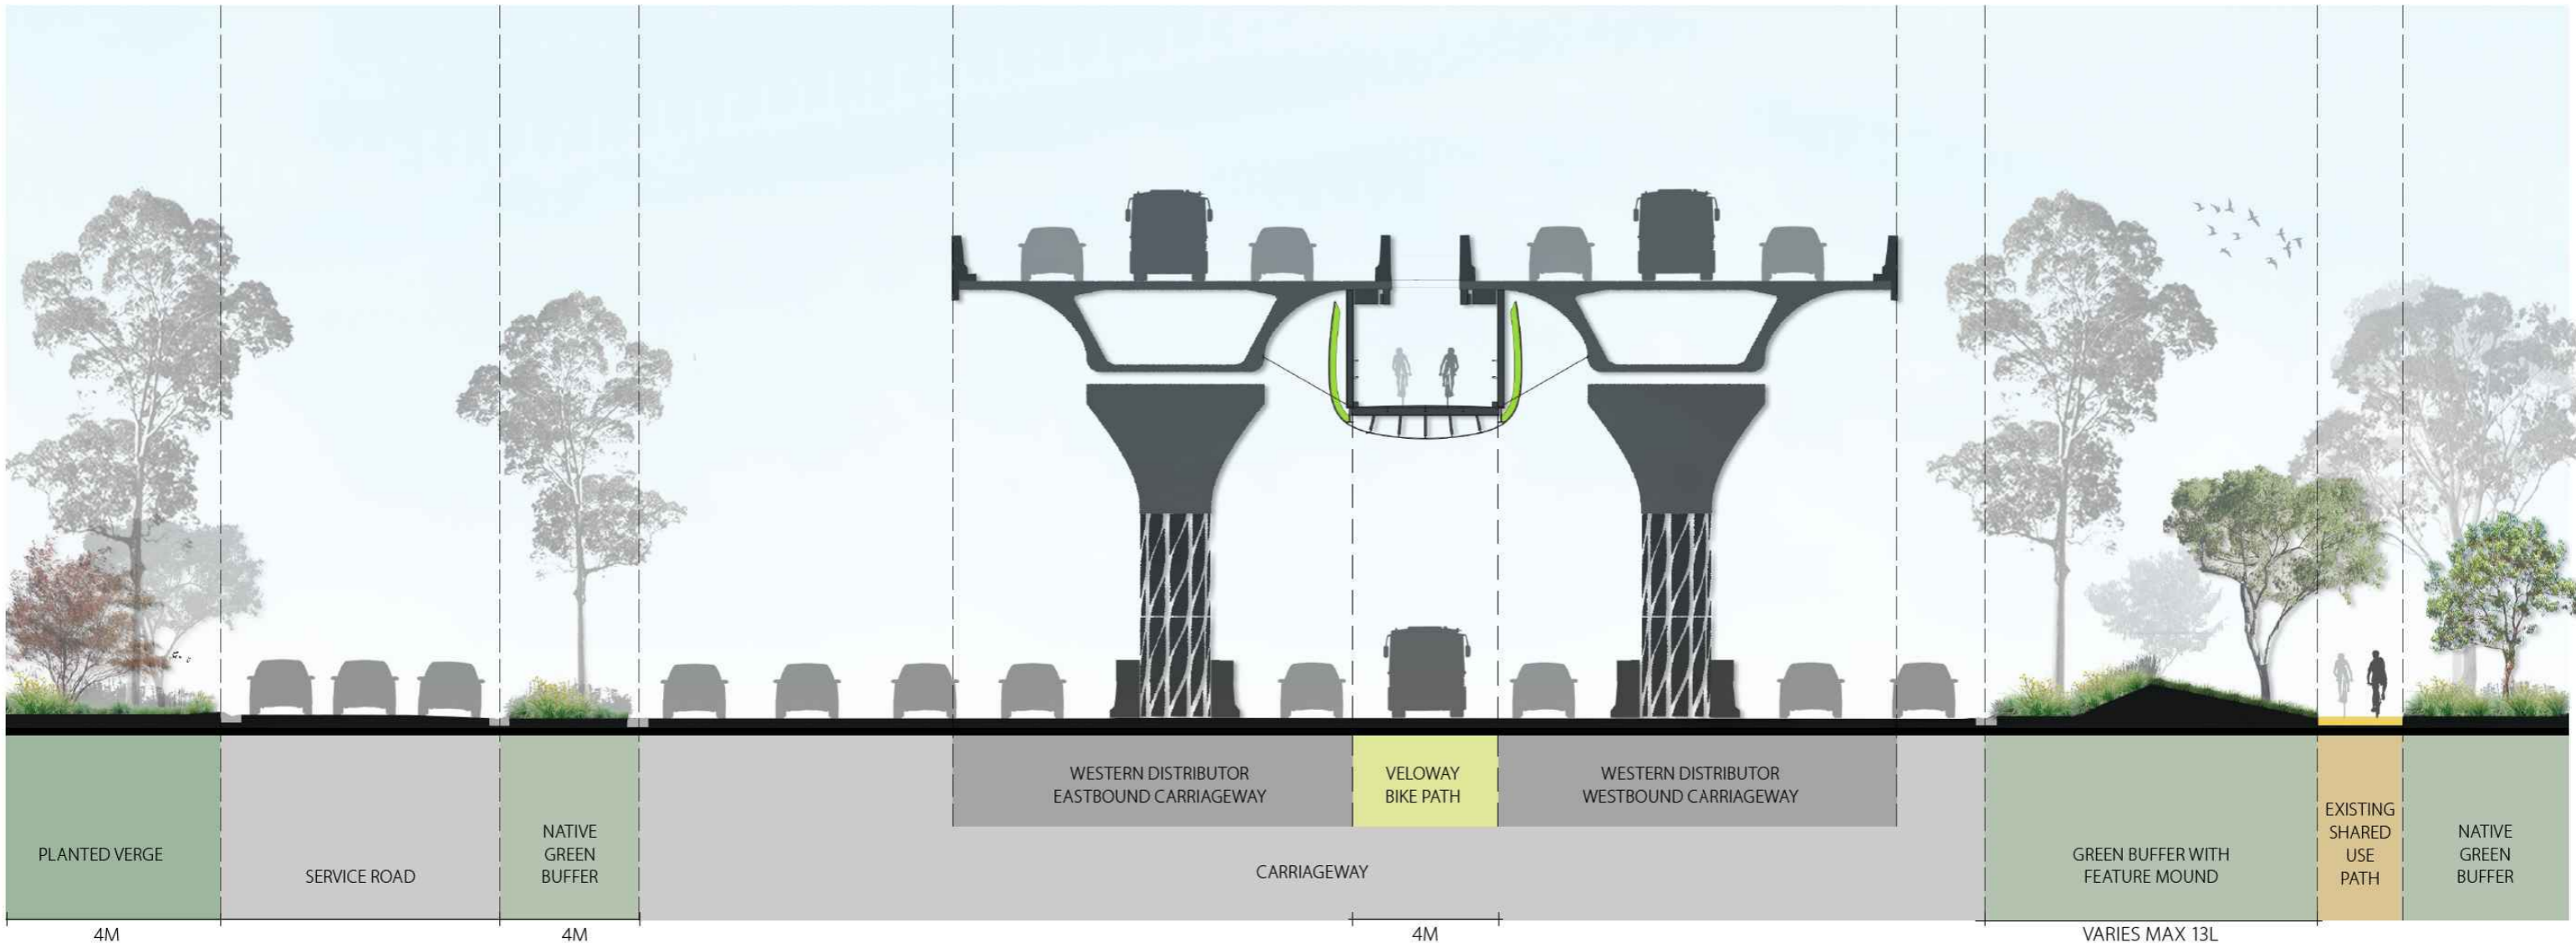 WESTERN DISTRIBUTOR
EASTBOUND CARRIAGEWAY
VELOWAY
BIKE PATH
WESTERN DISTRIBUTOR
WESTBOUND CARRIAGEWAY
PLANTED VERGE
SERVICE ROAD
NATIVE
GREEN
BUFFER
CARRIAGEWAY
GREEN BUFFER WITH
FEATURE MOUND
EXISTING
SHARED
USE
PATH
NATIVE
GREEN
BUFFER
4M
4M
4M
VARIES MAX 13L